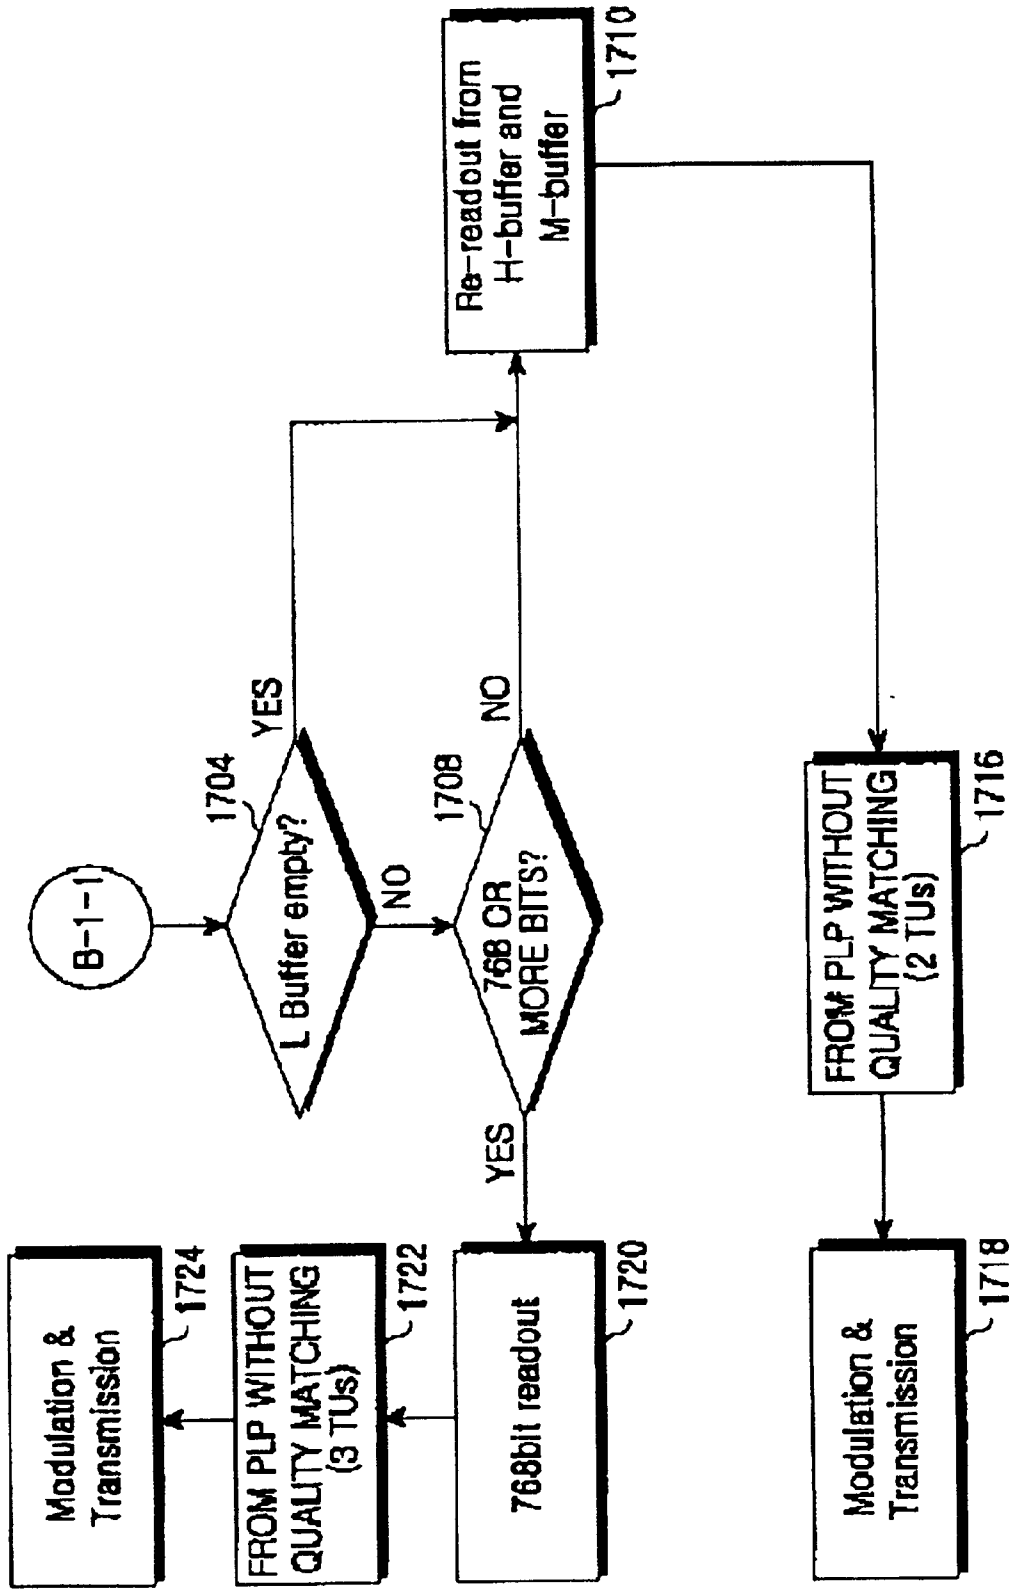 B-1-1
1704
L Buffer empty?
YES
NO
1708
768 OR
MORE BITS?
NO
YES
Re-readout from
H-buffer and
M-buffer
1710
768bit readout
1720
FROM PLP WITHOUT
QUALITY MATCHING
(3 TUs)
1722
Modulation &
Transmission
1724
FROM PLP WITHOUT
QUALITY MATCHING
(2 TUs)
1716
Modulation &
Transmission
1718